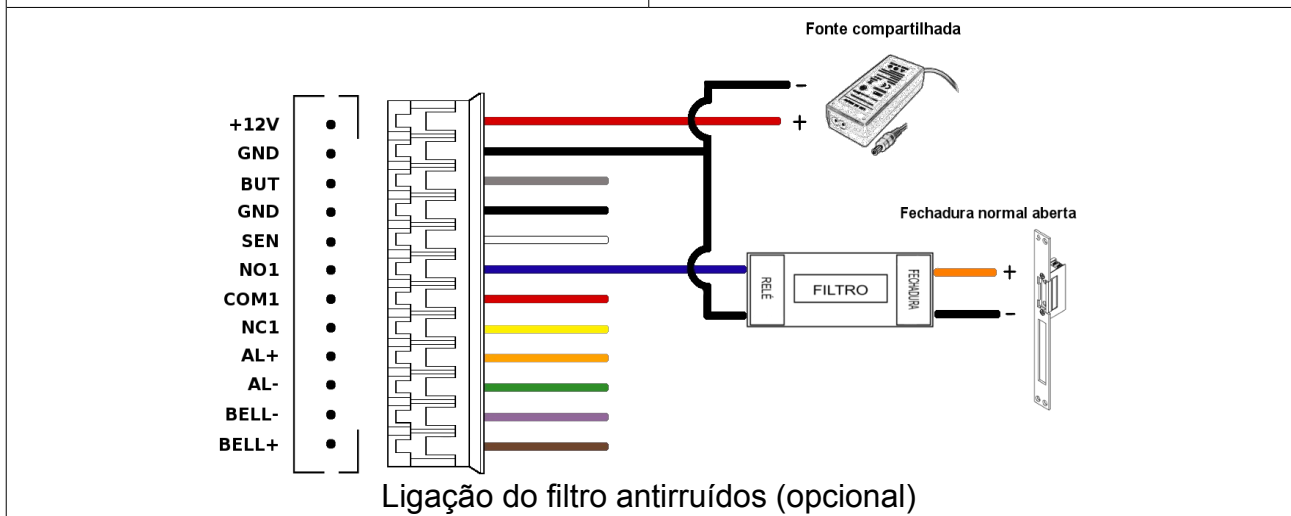 Fonte compartilhada
-
+
+12V
GND
BUT
GND
SEN
NO1
COM1
NC1
AL+
AL-
BELL-
BELL+
Fechadura normal aberta
RELÉ
FILTRO
FECHADURA
+
-
Ligação do filtro antirruídos (opcional)